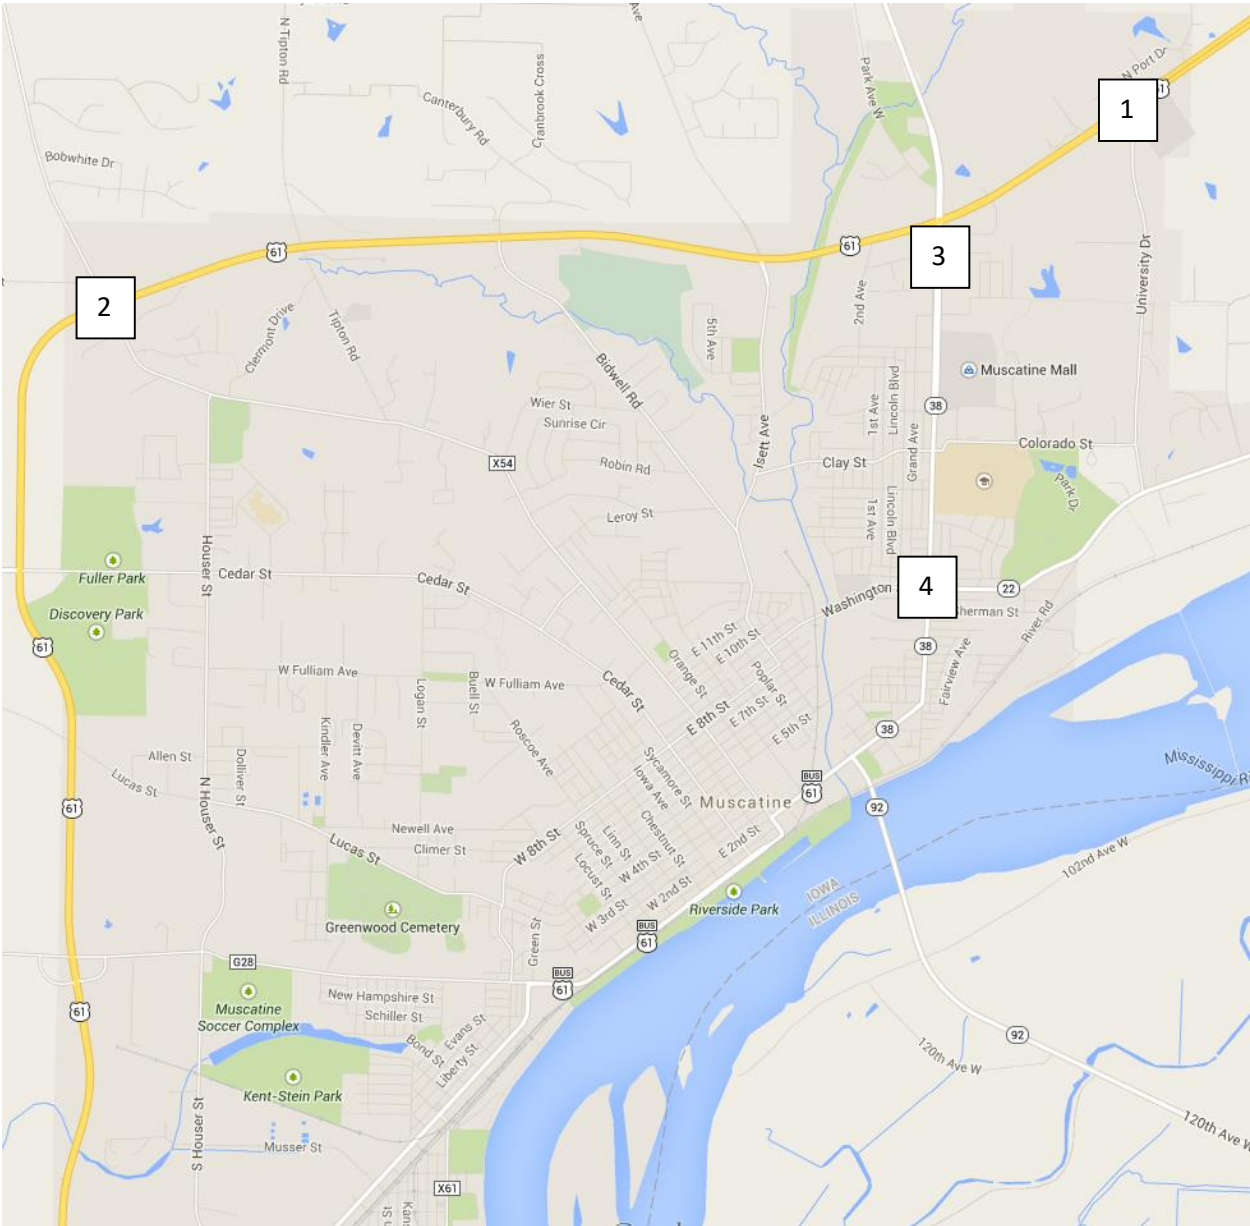 N Tipton Rd
Ave
Park Ave W
N Port Dr
61
1
Canterbury Rd
Cranbrook Cross
Bobwhite Dr
61
61
3
University Dr
2
2nd Ave
Clermont Drive
Tipton Rd
5th Ave
Bidwell Rd
Muscatine Mall
Lincoln Blvd
1st Ave
38
Wier St
Sunrise Cir
Isett Ave
Grand Ave
Colorado St
X54
Robin Rd
Clay St
Park Dr
Leroy St
Lincoln Blvd
1st Ave
Houser St
Fuller Park
Cedar St
Cedar St
4
22
Washington
Sherman St
Discovery Park
River Rd
61
E 11th St
E 10th St
38
Fairview Ave
Orange St
Poplar St
W Fulliam Ave
W Fulliam Ave
Cedar St
Logan St
Buell St
E 8th St
E 7th St
E 5th St
Kindler Ave
Devitt Ave
Roscoe Ave
38
Allen St
Dolliver St
Sycamore St
Iowa Ave
Mississippi Ri
Lucas St
BUS
61
61
N Houser St
Muscatine
92
Newell Ave
Climer St
Lucas St
W 8th St
Spruce St
Linn St
Chestnut St
E 2nd St
W 4th St
Locust St
102nd Ave W
W 2nd St
IOWA
ILLINOIS
Riverside Park
W 3rd St
Greenwood Cemetery
Green St
BUS
61
G28
BUS
61
New Hampshire St
Schiller St
Muscatine
Soccer Complex
61
Evans St
Bond St
Liberty St
92
120th Ave W
Kent-Stein Park
120th Ave W
S Houser St
Musser St
X61